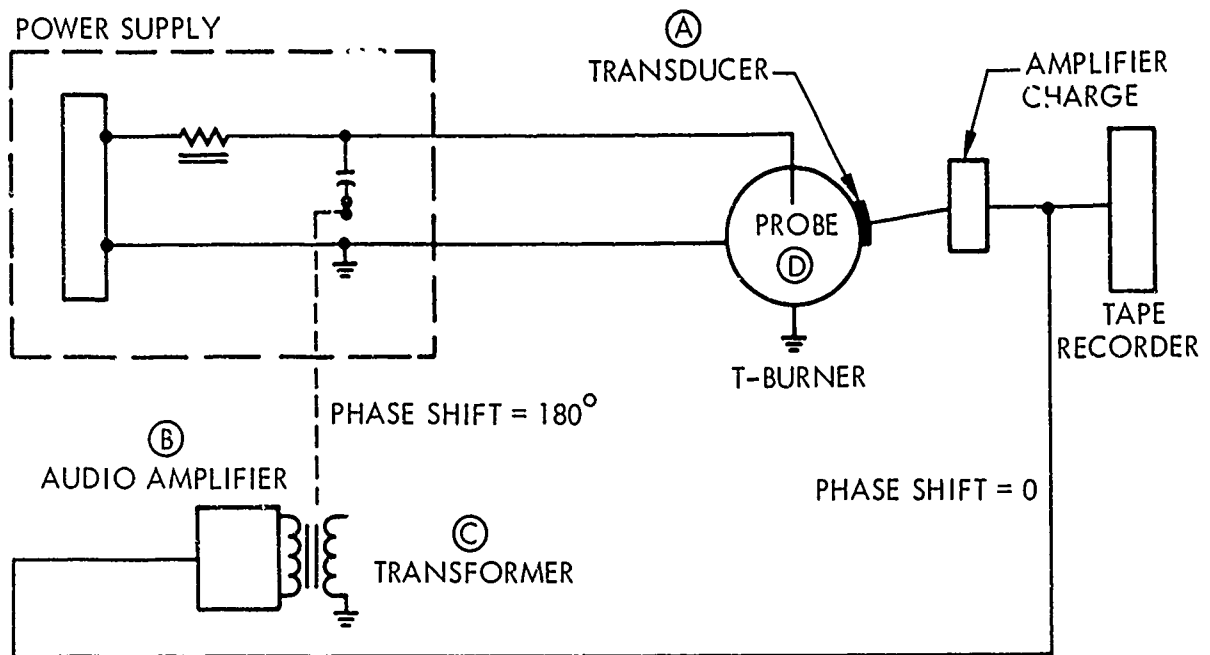 POWER SUPPLY
Ⓐ
TRANSDUCER
AMPLIFIER
CHARGE
PROBE
Ⓓ
TAPE
RECORDER
T-BURNER
PHASE SHIFT = 180°
Ⓑ
AUDIO AMPLIFIER
PHASE SHIFT = 0
Ⓒ
TRANSFORMER